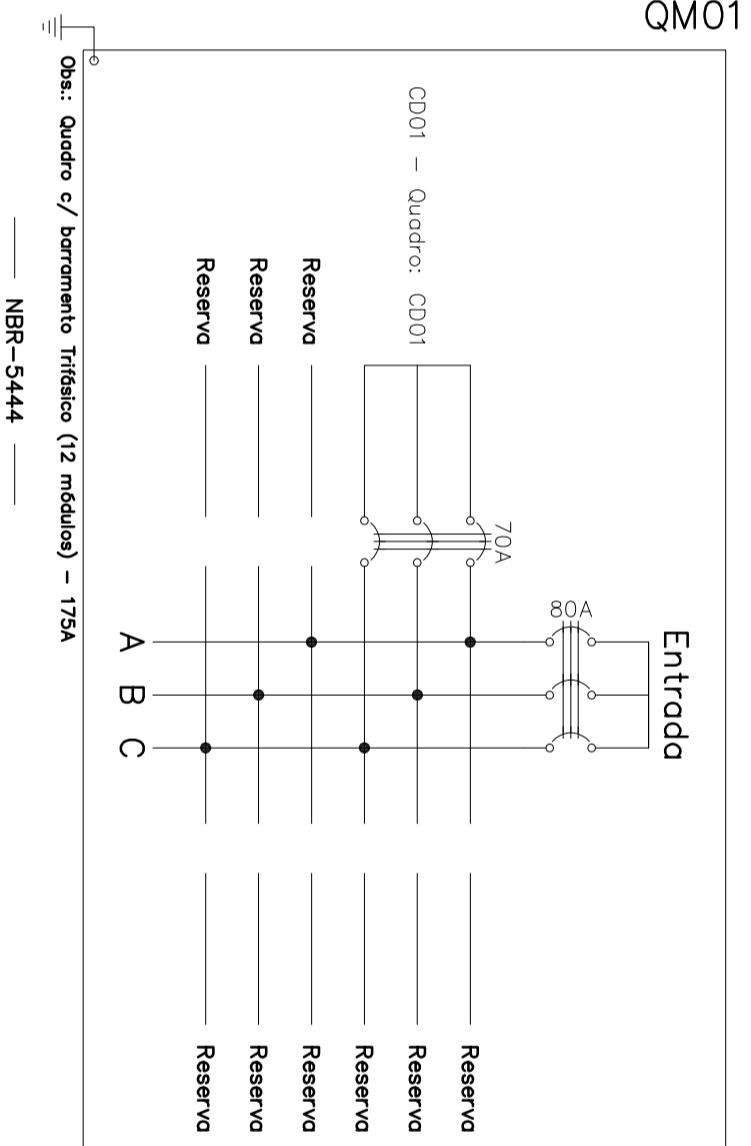 QM01
Entrada
80A
70A
CD01 - Quadro: CD01
Reserva
Reserva
Reserva
Reserva
Reserva
Reserva
Reserva
Reserva
Reserva
A
B
C
Obs.: Quadro c/ barramento Trifásico (12 módulos) - 175A
NBR-5444